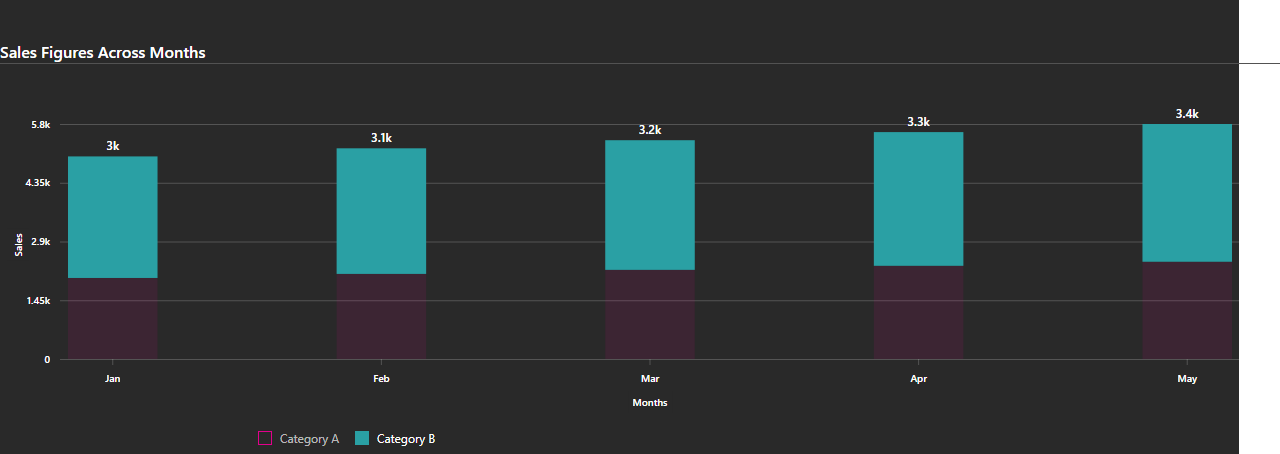 Sales Figures Across Months
5.8k
4.35k
2.9k
1.45k
0
Sales
3k
3.1k
3.2k
3.3k
3.4k
Jan
Feb
Mar
Apr
May
Months
Category A
Category B